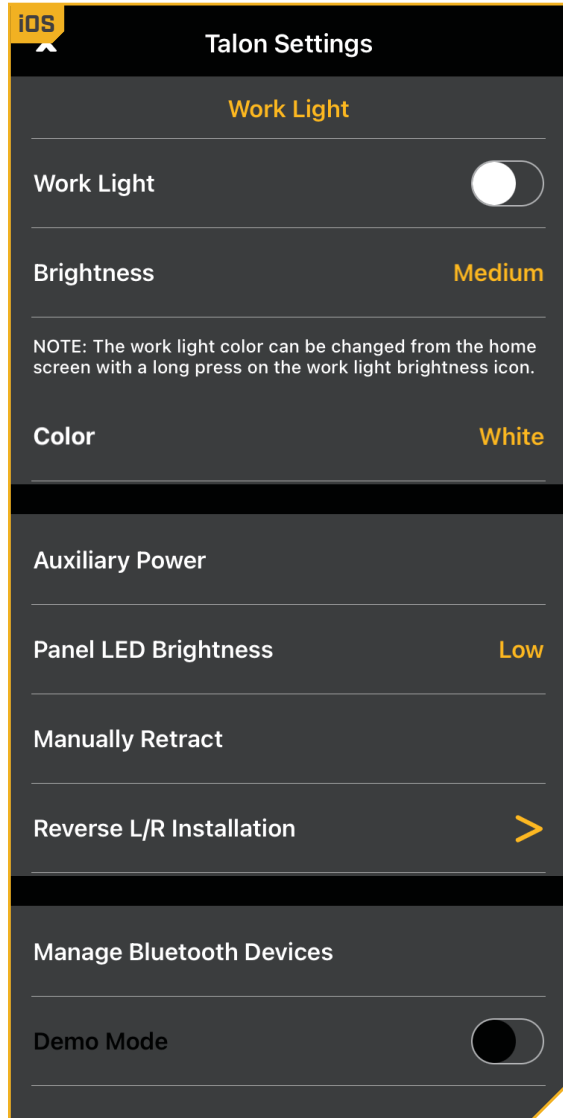 iOS
Talon Settings
Work Light
Work Light
Brightness Medium
NOTE: The work light color can be changed from the home
screen with a long press on the work light brightness icon.
Color White
Auxiliary Power
Panel LED Brightness Low
Manually Retract
Reverse L/R Installation >
Manage Bluetooth Devices
Demo Mode